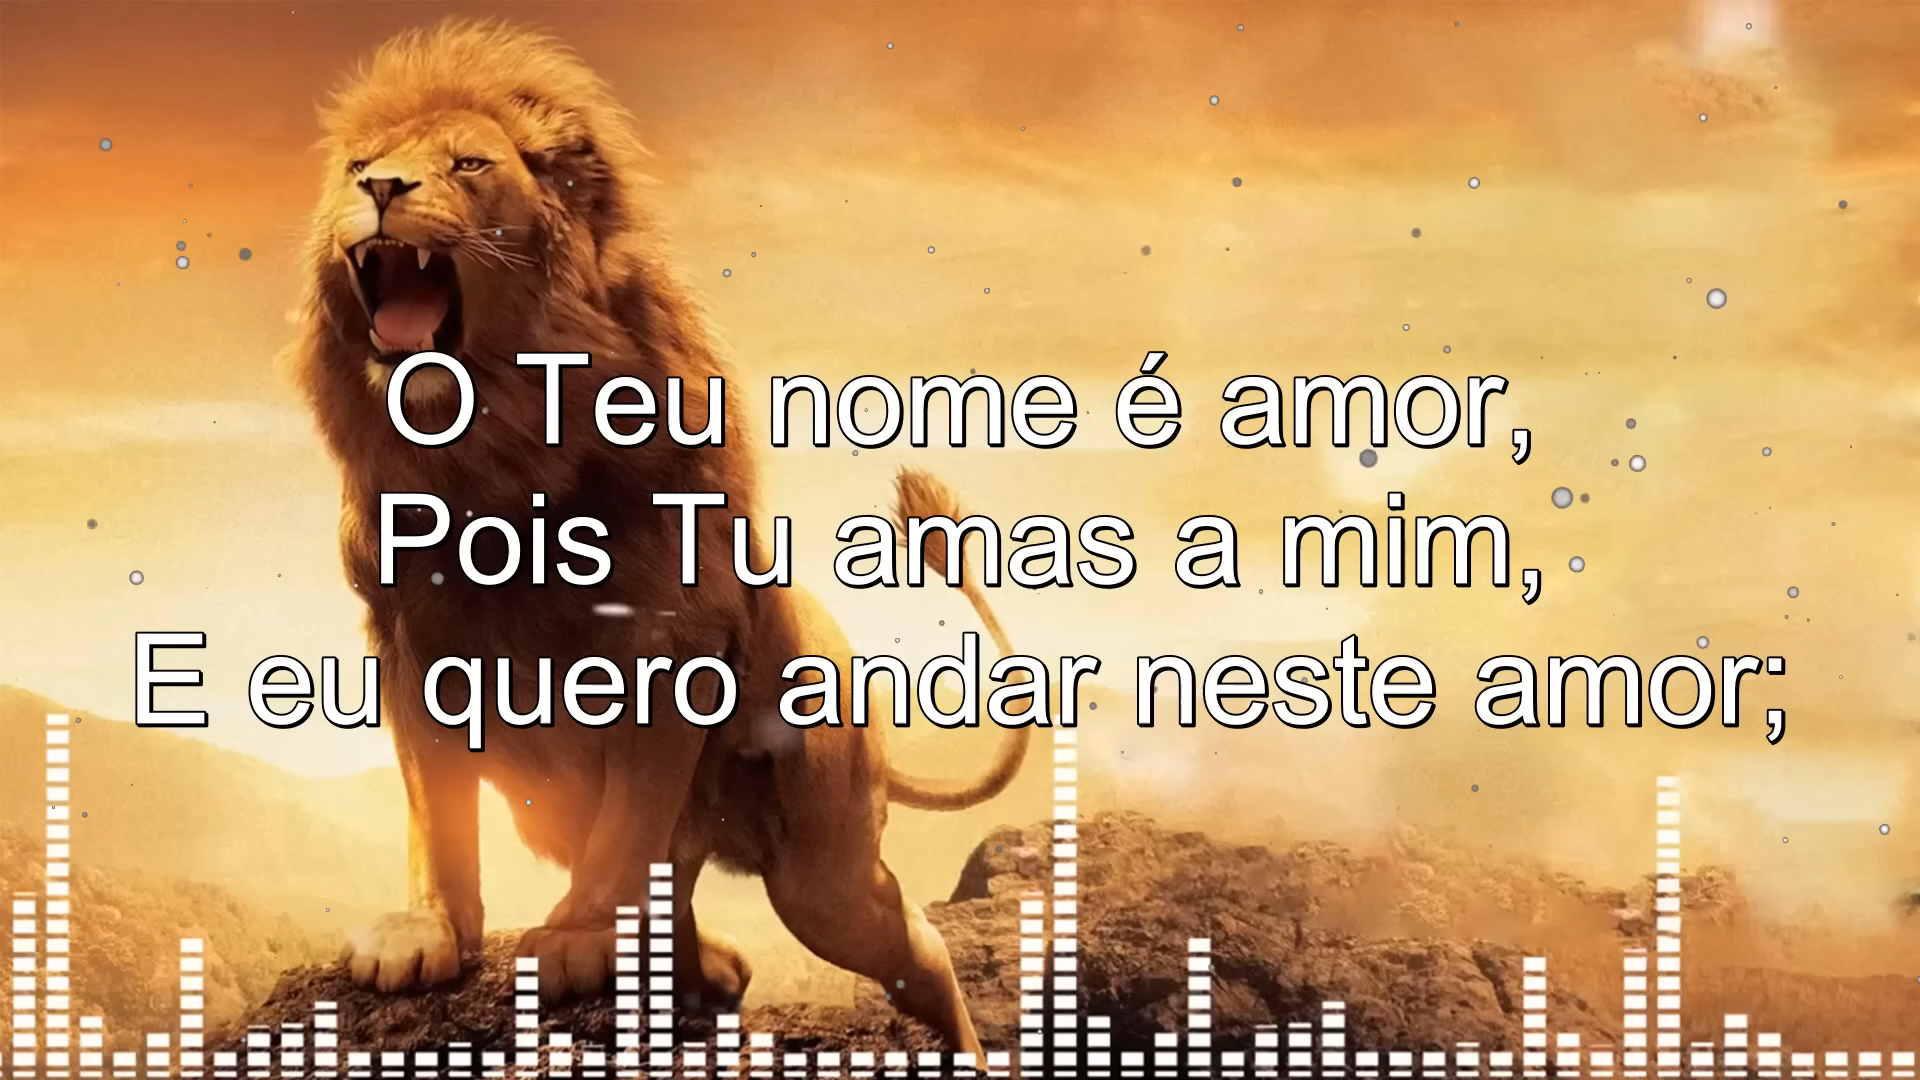 O Teu nome é amor,
Pois Tu amas a mim,
E eu quero andar neste amor;